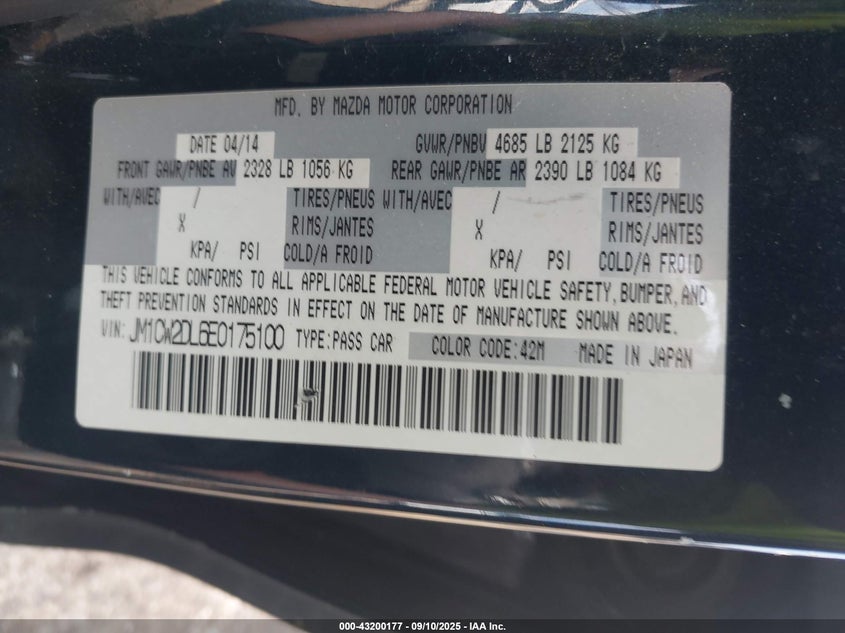 MFD. BY MAZDA MOTOR CORPORATION
DATE 04/14 GVWR/PNBV 4685 LB 2125 KG
FRONT GAWR/PNBE AV 2328 LB 1056 KG REAR GAWR/PNBE AR 2390 LB 1084 KG
WITH/AVEC / TIRES/PNEUS WITH/AVEC / TIRES/PNEUS
X RIMS/JANTES X RIMS/JANTES
KPA/ PSI COLD/A FROID KPA/ PSI COLD/A FROID
THIS VEHICLE CONFORMS TO ALL APPLICABLE FEDERAL MOTOR VEHICLE SAFETY, BUMPER, AND
THEFT PREVENTION STANDARDS IN EFFECT ON THE DATE OF MANUFACTURE SHOWN ABOVE.
VIN: JM1CW2DL6E0175100 TYPE:PASS CAR COLOR CODE:42M MADE IN JAPAN
000-43200177 - 09/10/2025 - IAA Inc.